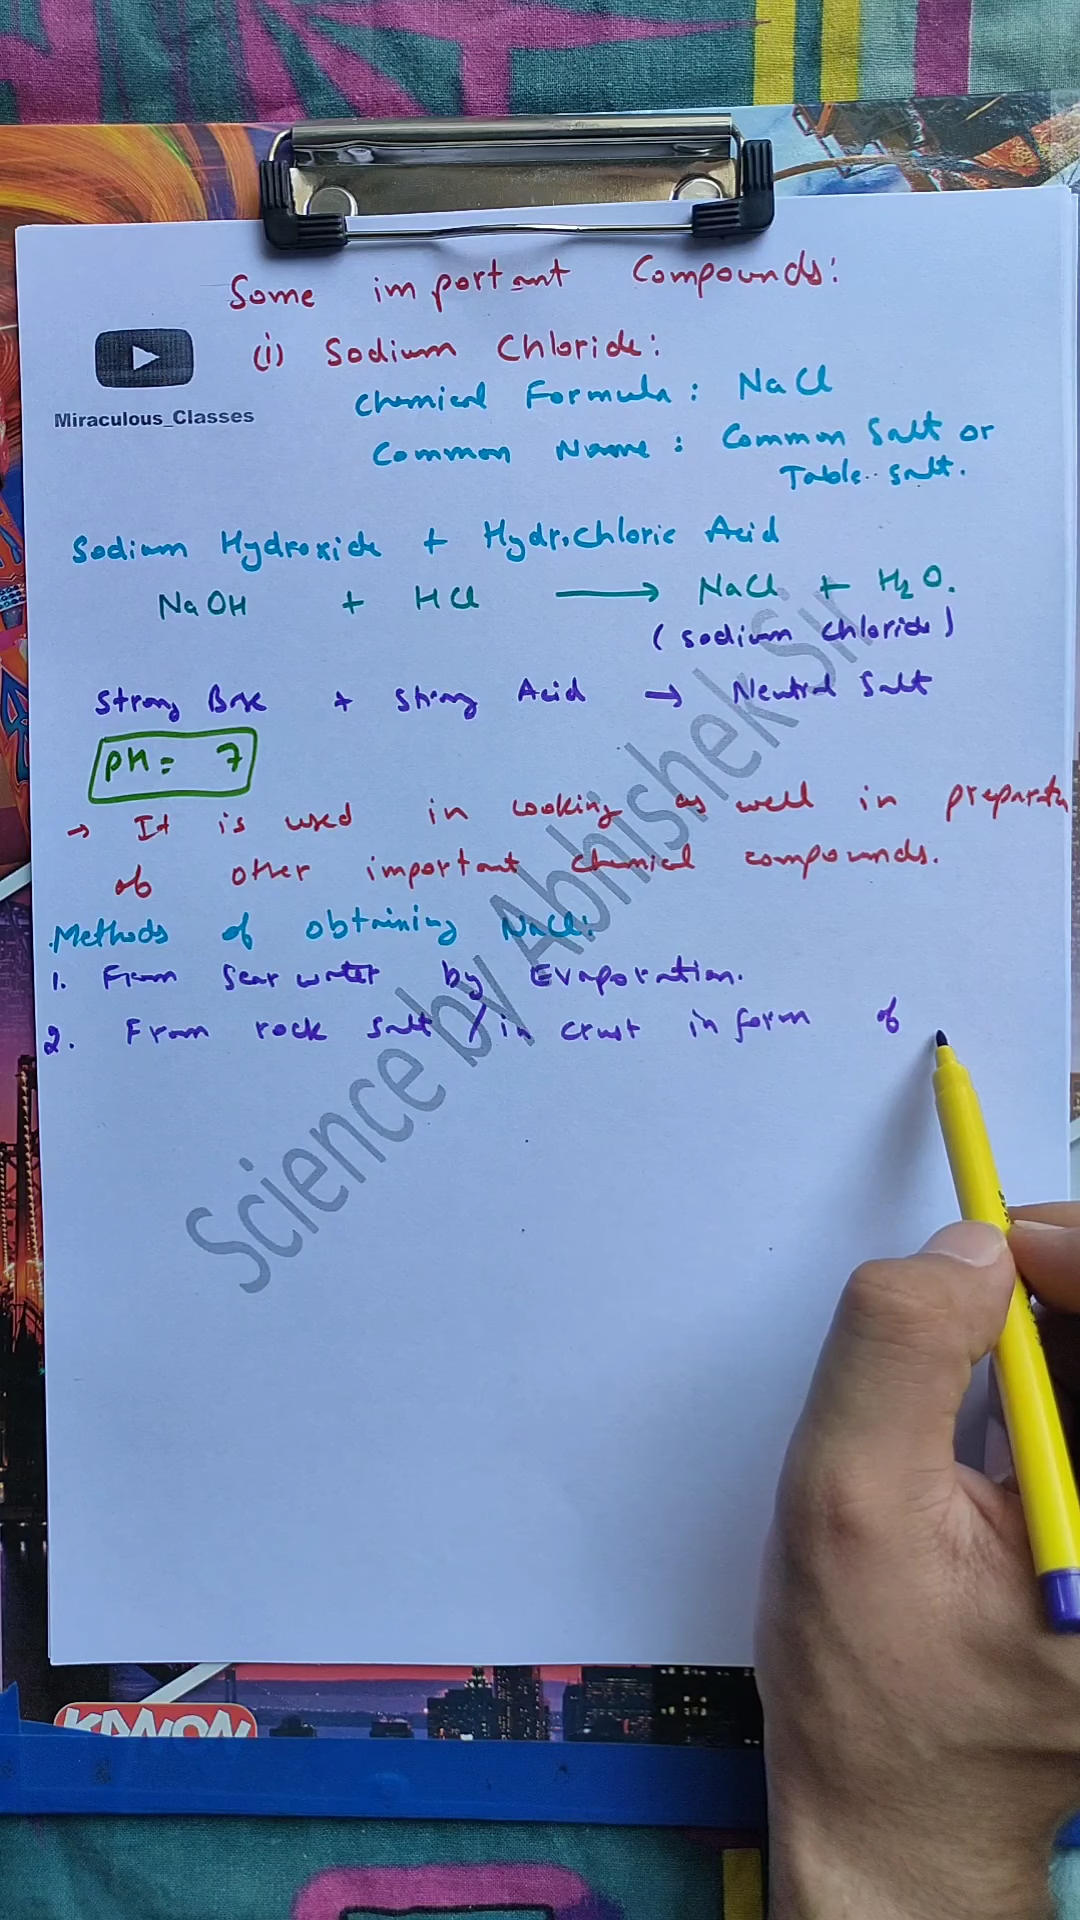 Some important Compounds:
(i) Sodium Chloride:
Miraculous_Classes
Chemical Formula: NaCl
Common Name: Common Salt or
Table salt.
Sodium Hydroxide + Hydrochloric Acid
NaOH + HCl ⟶ NaCl + H₂O.
(sodium chloride)
Strong Base + Strong Acid → Neutral Salt
pH = 7
→ It is used in cooking as well in
of other important chemical compounds.
Methods of obtaining NaCl:
1. From sea water by Evaporation.
2. From rock salt / in crust in form of
Science by Abhishek Sir